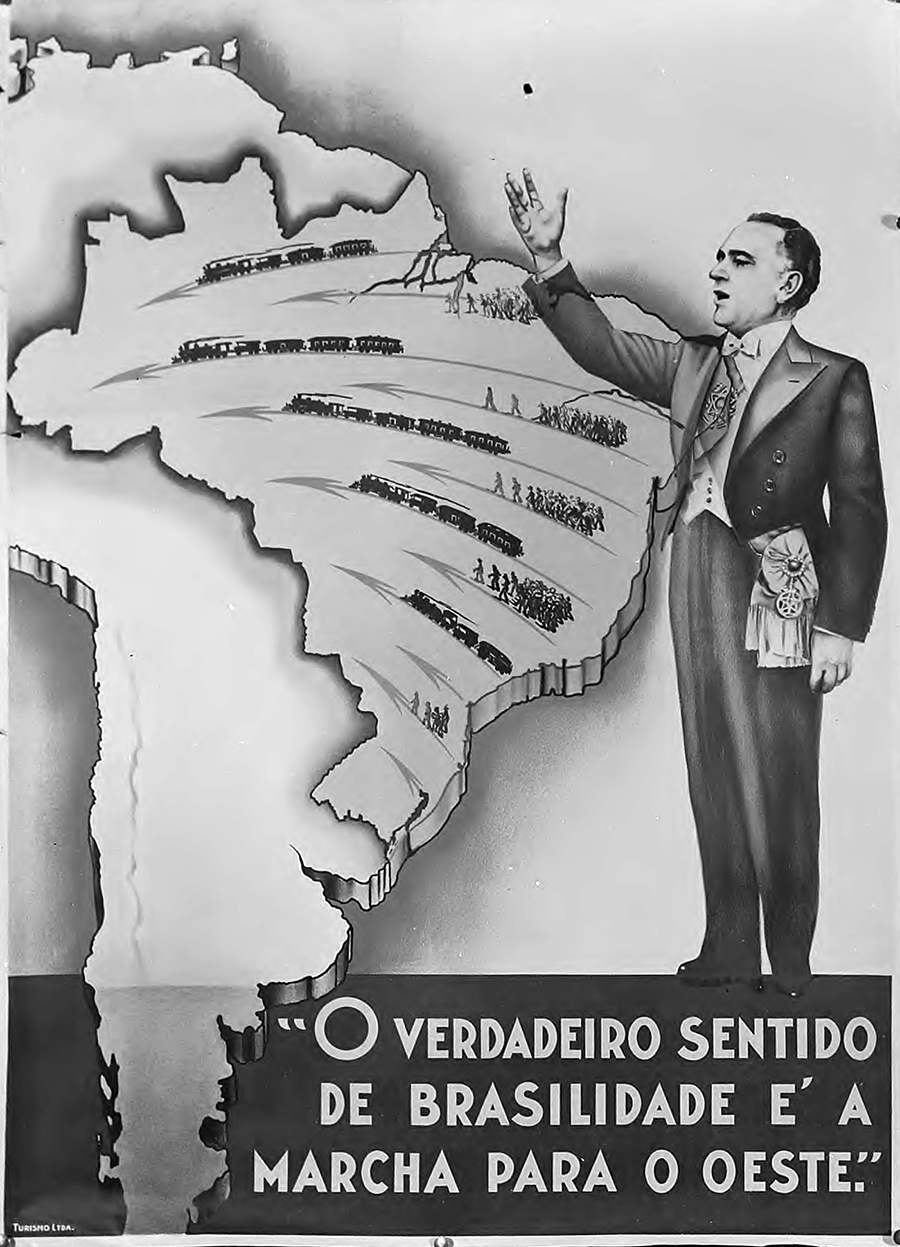 "O VERDADEIRO SENTIDO
DE BRASILIDADE E' A
MARCHA PARA O OESTE."
TURISMO LTDA.